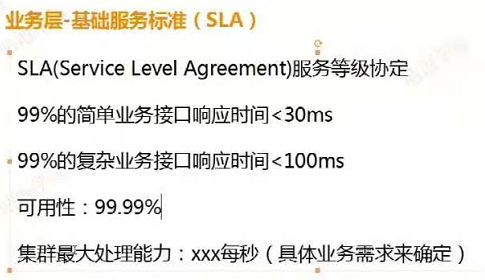 业务层-基础服务标准（SLA）
SLA(Service Level Agreement)服务等级协定
99%的简单业务接口响应时间<30ms
99%的复杂业务接口响应时间<100ms
可用性：99.99%
集群最大处理能力：xxx每秒（具体业务需求来确定）